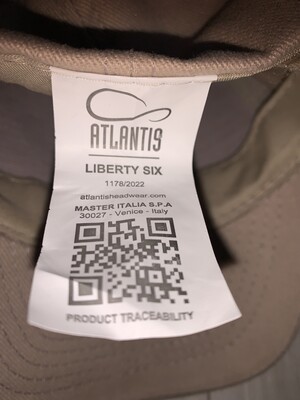 ATLANTIS
LIBERTY SIX
1178/2022
atlantisheadwear.com
MASTER ITALIA S.P.A
30027 - Venice - Italy
PRODUCT TRACEABILITY